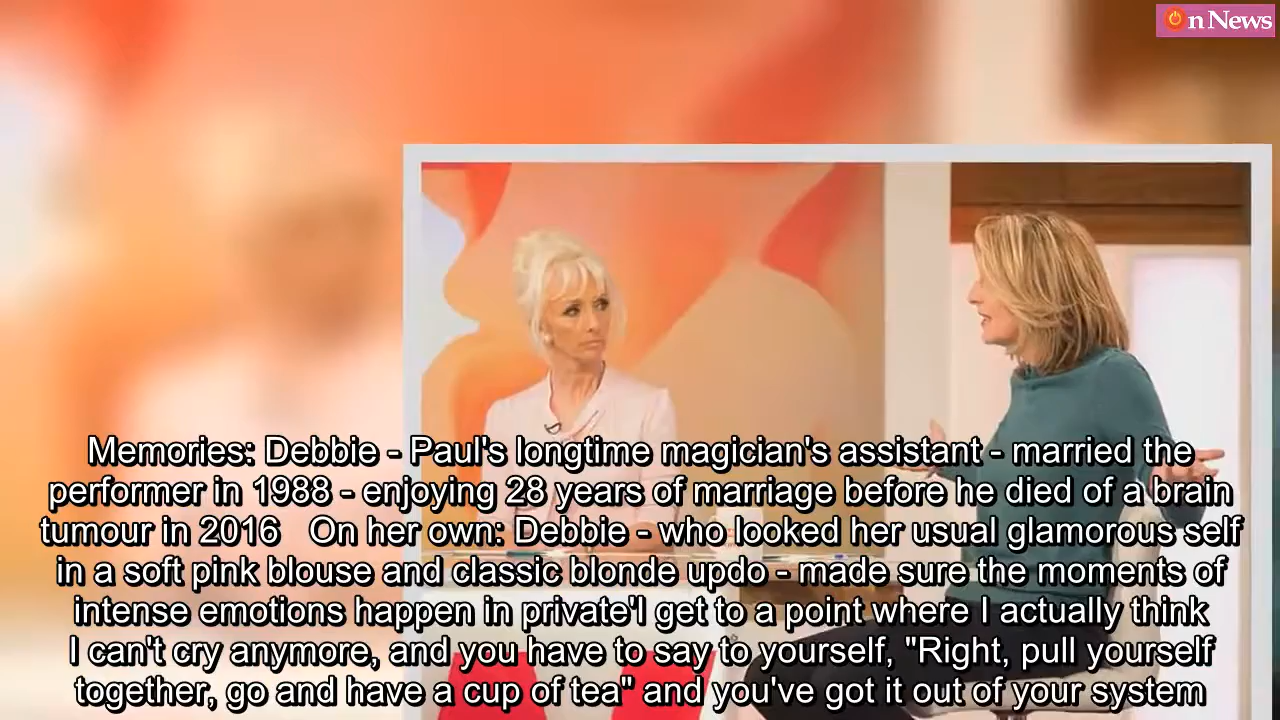 On News
Memories: Debbie - Paul's longtime magician's assistant - married the
performer in 1988 - enjoying 28 years of marriage before he died of a brain
tumour in 2016   On her own: Debbie - who looked her usual glamorous self
in a soft pink blouse and classic blonde updo - made sure the moments of
intense emotions happen in private'I get to a point where I actually think
I can't cry anymore, and you have to say to yourself, "Right, pull yourself
together, go and have a cup of tea" and you've got it out of your system